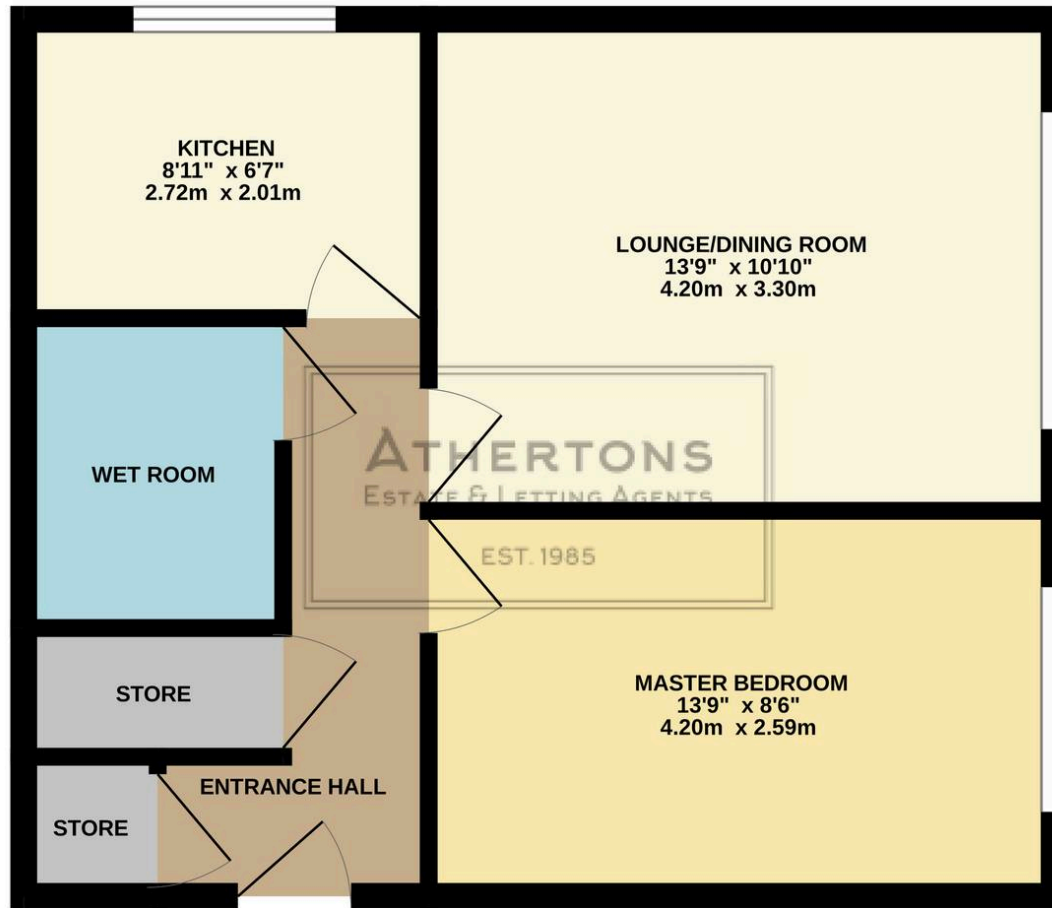 KITCHEN
8'11" x 6'7"
2.72m x 2.01m
LOUNGE/DINING ROOM
13'9" x 10'10"
4.20m x 3.30m
ATHERTONS
ESTATE & LETTING AGENTS
EST. 1985
WET ROOM
STORE
MASTER BEDROOM
13'9" x 8'6"
4.20m x 2.59m
ENTRANCE HALL
STORE